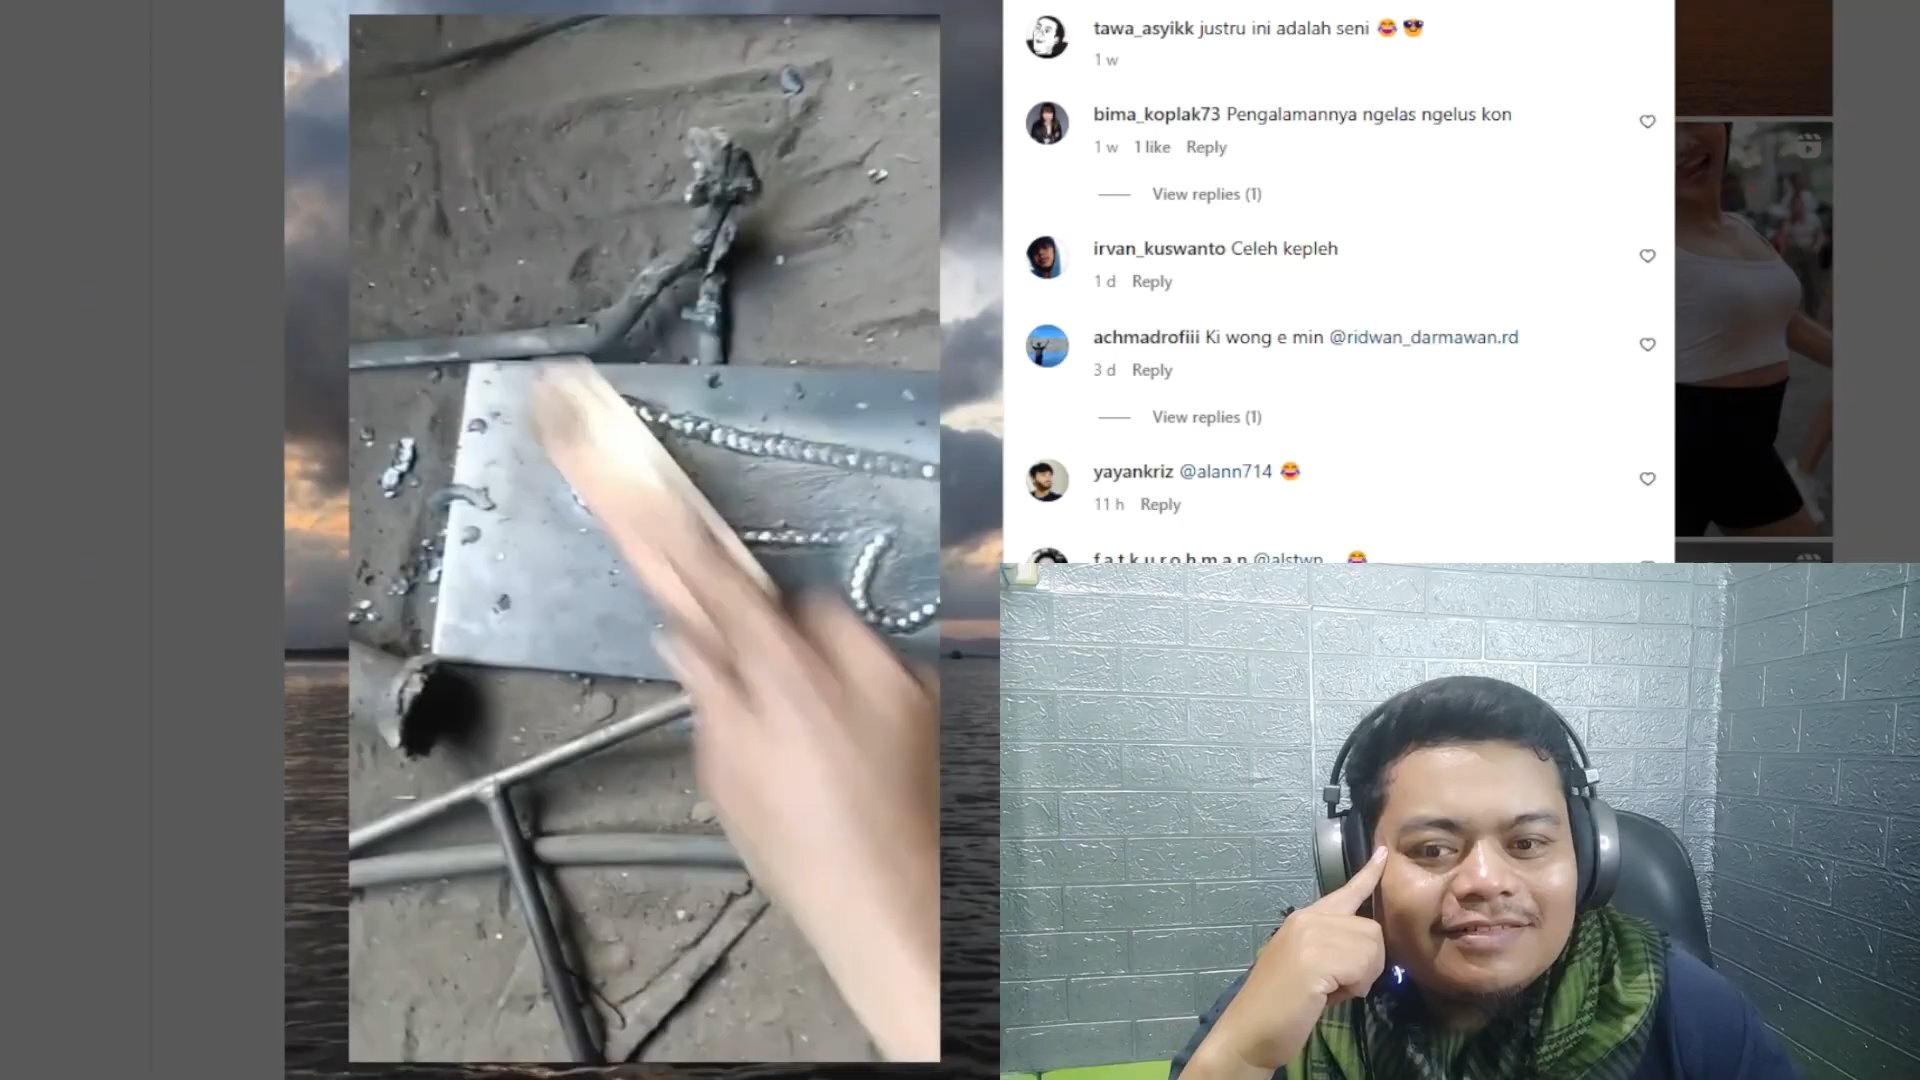 tawa_asyikk justru ini adalah seni 😂 😎
1 w
bima_koplak73 Pengalamannya ngelas ngelus kon
1 w 1 like Reply
View replies (1)
irvan_kuswanto Celeh kepleh
1 d Reply
achmadrofiii Ki wong e min @ridwan_darmawan.rd
3 d Reply
View replies (1)
yayankriz @alann714 😂
11 h Reply